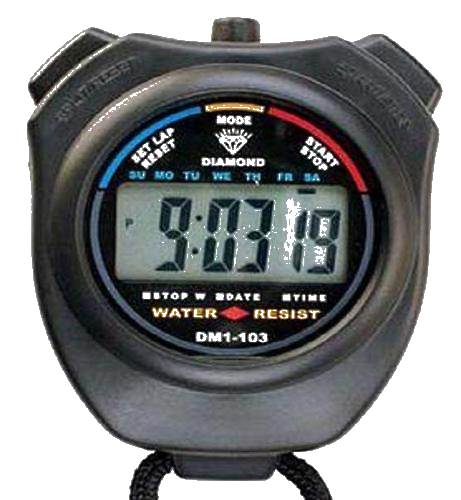 MODE
SET LAP
RESET
START
STOP
DIAMOND
SU MO TU WE TH FR SA
P
9:03 19
STOP W DATE TIME
WATER RESIST
DM1-103